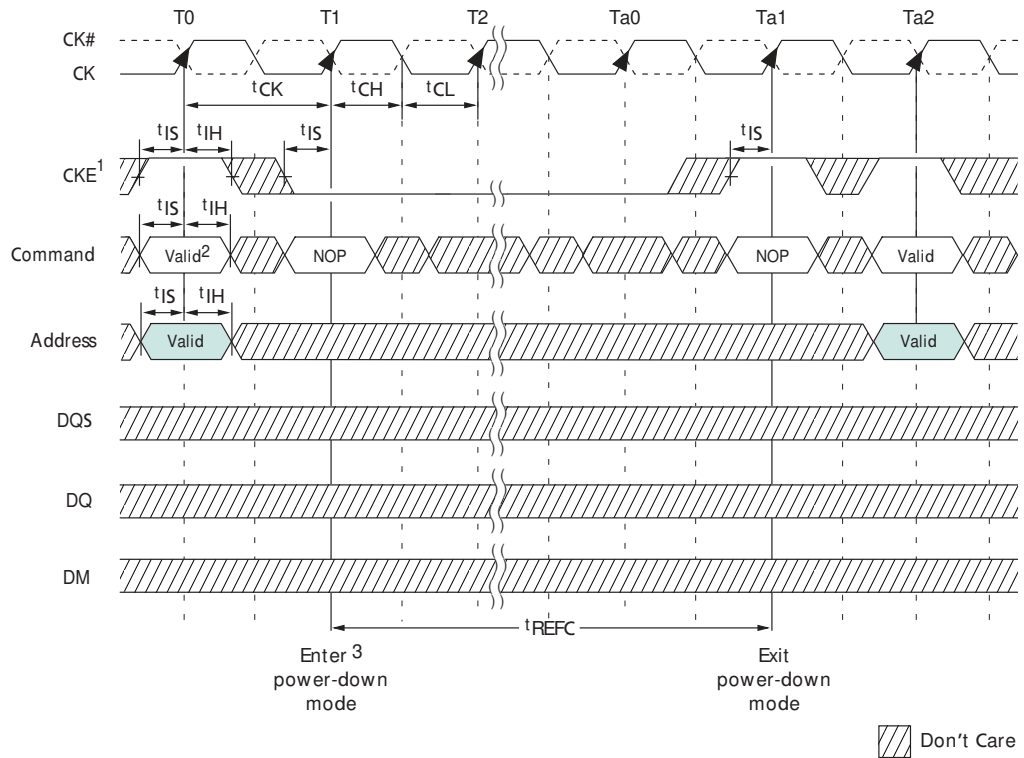 T0 T1 T2 Ta0 Ta1 Ta2
CK#
CK
tCK tCH tCL
tIS tIH tIS tIS
CKE1
tIS tIH
Command Valid2 NOP NOP Valid
tIS tIH
Address Valid Valid
DQS
DQ
DM
tREFC
Enter 3
power-down
mode
Exit
power-down
mode
Don't Care